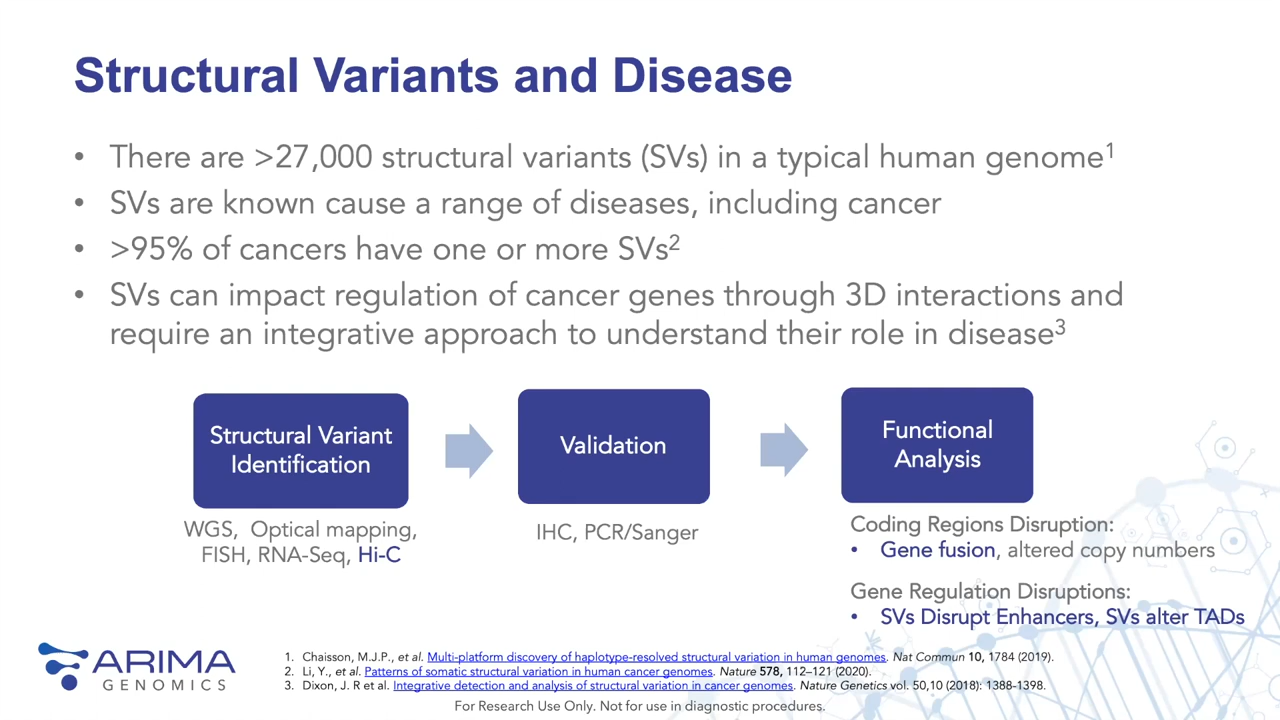 Structural Variants and Disease
• There are >27,000 structural variants (SVs) in a typical human genome1
• SVs are known cause a range of diseases, including cancer
• >95% of cancers have one or more SVs2
• SVs can impact regulation of cancer genes through 3D interactions and
require an integrative approach to understand their role in disease3
Structural Variant
Identification
WGS, Optical mapping,
FISH, RNA-Seq, Hi-C
Validation
IHC, PCR/Sanger
Functional
Analysis
Coding Regions Disruption:
• Gene fusion, altered copy numbers
Gene Regulation Disruptions:
• SVs Disrupt Enhancers, SVs alter TADs
ARIMA
GENOMICS
1. Chaisson, M.J.P., et al. Multi-platform discovery of haplotype-resolved structural variation in human genomes. Nat Commun 10, 1784 (2019).
2. Li, Y., et al. Patterns of somatic structural variation in human cancer genomes. Nature 578, 112–121 (2020).
3. Dixon, J. R et al. Integrative detection and analysis of structural variation in cancer genomes. Nature Genetics vol. 50,10 (2018): 1388-1398.
For Research Use Only. Not for use in diagnostic procedures.